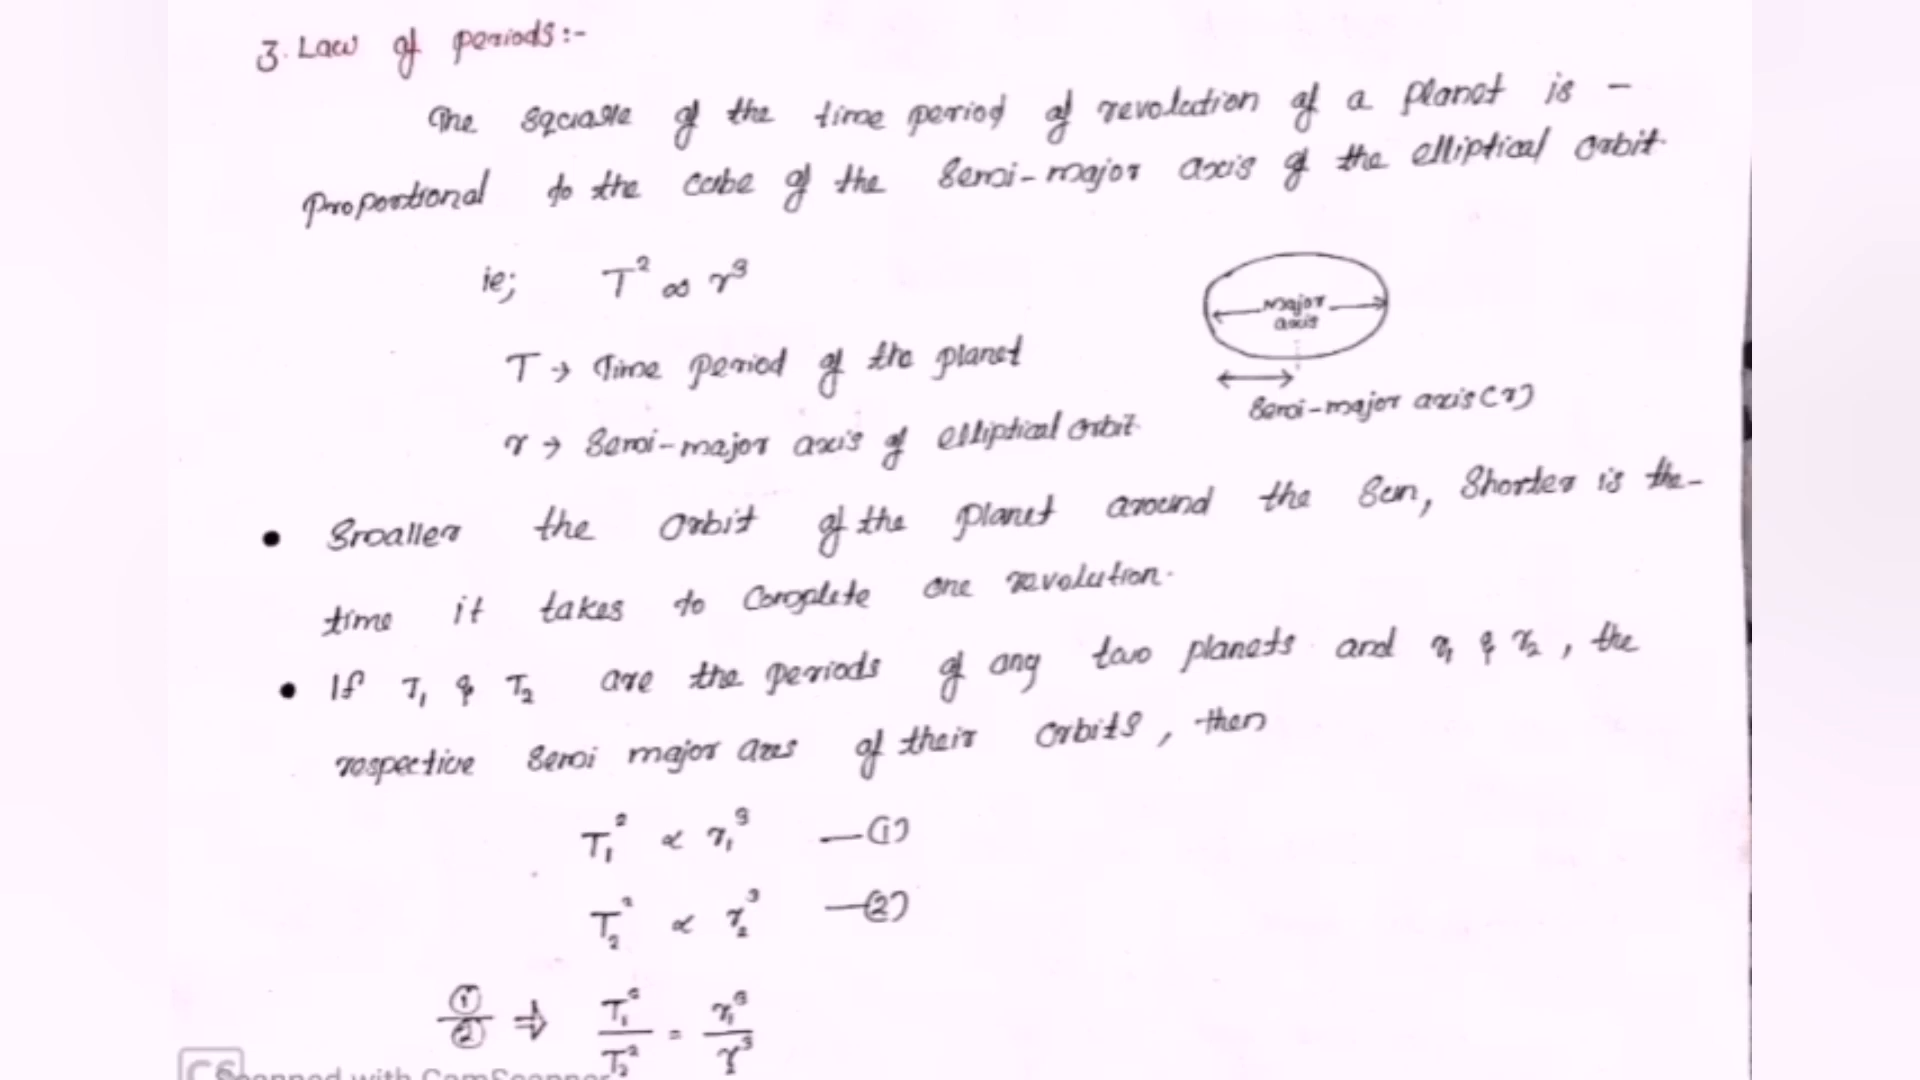 3. Law of periods:-
The square of the time period of revolution of a planet is -
proportional to the cube of the semi-major axis of the elliptical orbit.
ie; T² ∞ r³
major
axis
T → Time period of the planet
semi-major axis (r)
r → semi-major axis of elliptical orbit.
• Smaller the orbit of the planet around the sun, shorter is the-
time it takes to complete one revolution.
• If T₁ & T₂ are the periods of any two planets and r₁ & r₂, the
respective semi major axes of their orbits, then
T₁² ∝ r₁³ —(1)
T₂² ∝ r₂³ —(2)
①/② ⇒ T₁²/T₂² = r₁³/r³
CS Scanned with CamScanner